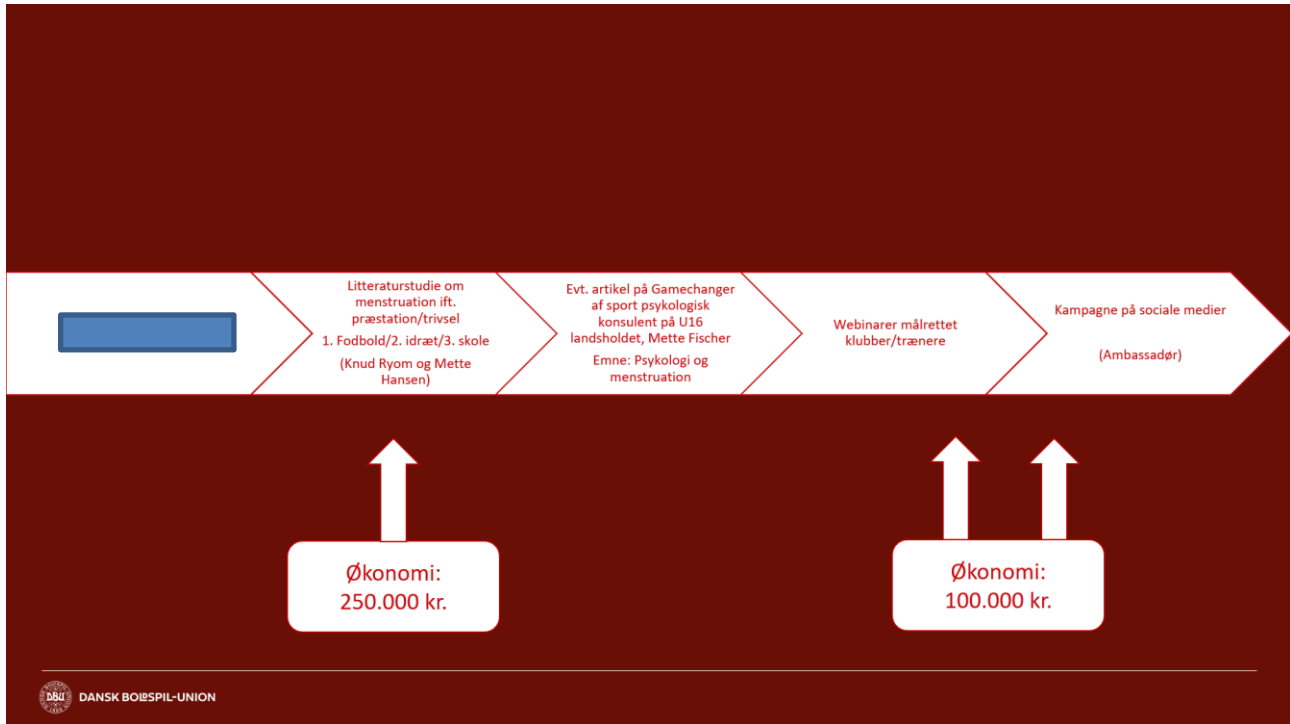 Litteraturstudie om
menstruation ift.
præstation/trivsel
1. Fodbold/2. idræt/3. skole
(Knud Ryom og Mette
Hansen)
Evt. artikel på Gamechanger
af sport psykologisk
konsulent på U16
landsholdet, Mette Fischer
Emne: Psykologi og
menstruation
Webinarer målrettet
klubber/trænere
Kampagne på sociale medier
(Ambassadør)
Økonomi:
250.000 kr.
Økonomi:
100.000 kr.
DBU
DANSK BOLDSPIL-UNION